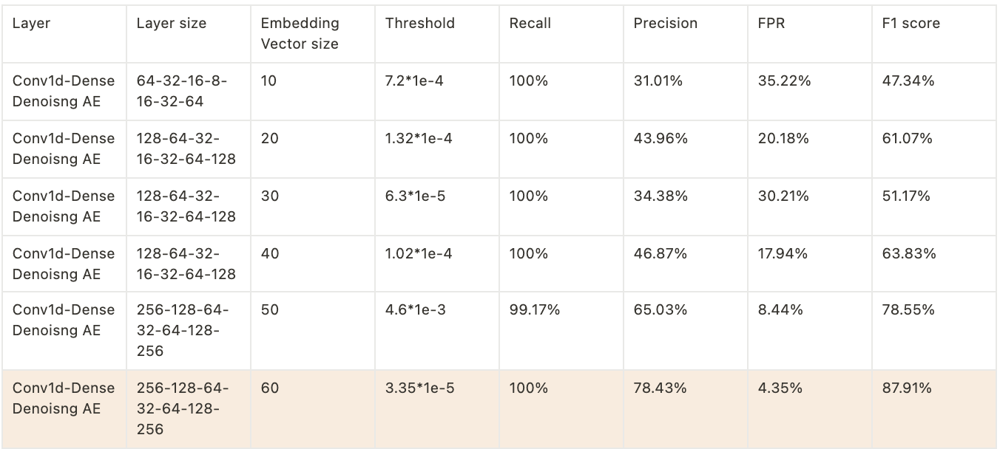 Layer Layer size Embedding Threshold Recall Precision FPR F1 score
Vector size
Conv1d-Dense 64-32-16-8- 10 7.2*1e-4 100% 31.01% 35.22% 47.34%
Denoisng AE 16-32-64
Conv1d-Dense 128-64-32- 20 1.32*1e-4 100% 43.96% 20.18% 61.07%
Denoisng AE 16-32-64-128
Conv1d-Dense 128-64-32- 30 6.3*1e-5 100% 34.38% 30.21% 51.17%
Denoisng AE 16-32-64-128
Conv1d-Dense 128-64-32- 40 1.02*1e-4 100% 46.87% 17.94% 63.83%
Denoisng AE 16-32-64-128
Conv1d-Dense 256-128-64- 50 4.6*1e-3 99.17% 65.03% 8.44% 78.55%
Denoisng AE 32-64-128-
256
Conv1d-Dense 256-128-64- 60 3.35*1e-5 100% 78.43% 4.35% 87.91%
Denoisng AE 32-64-128-
256